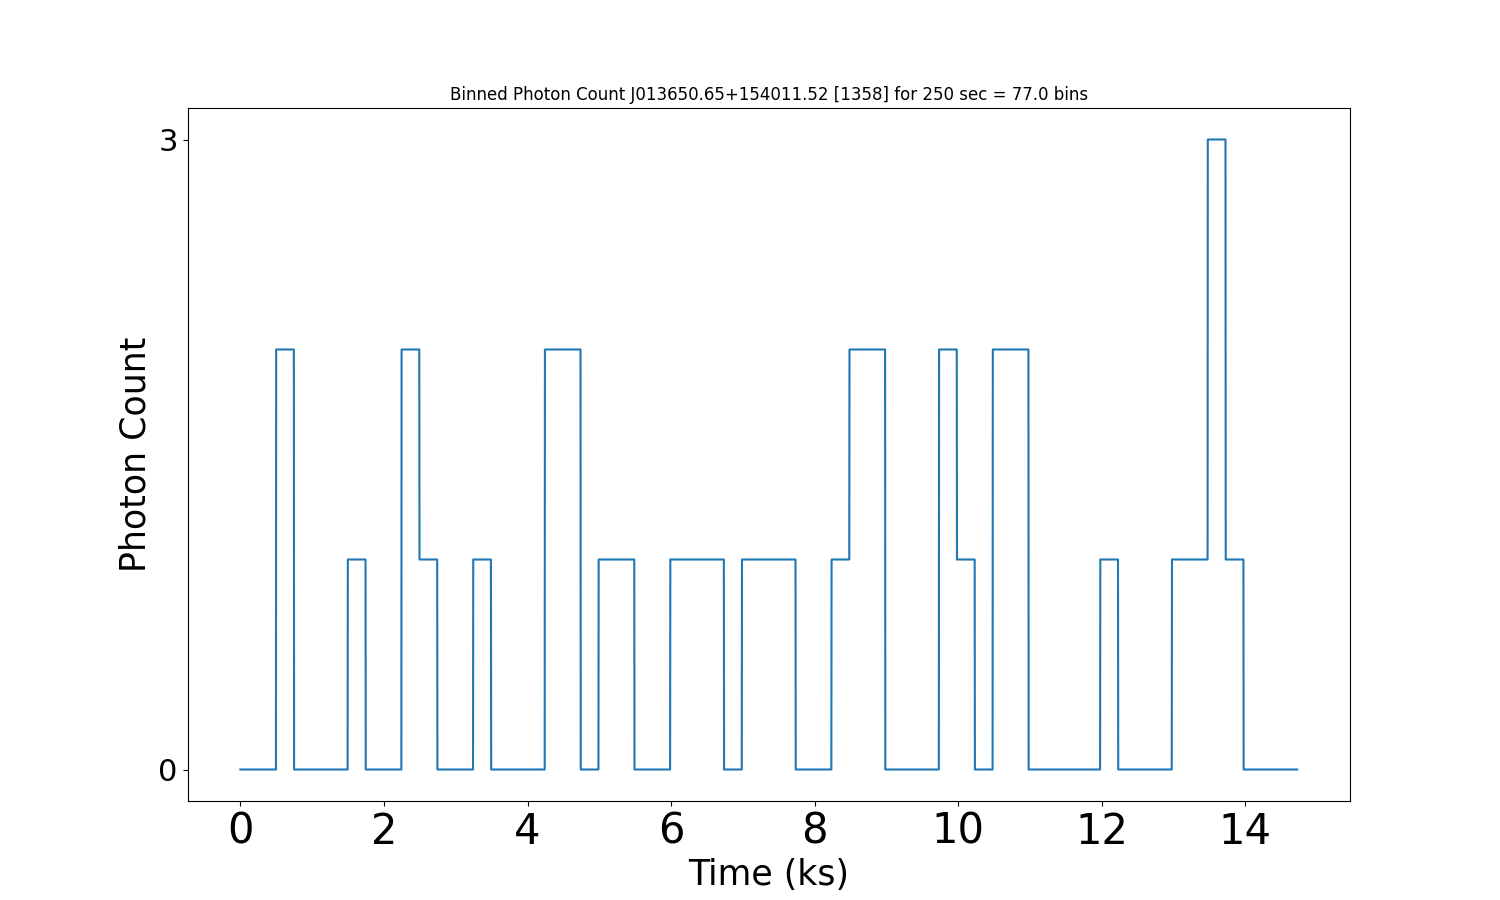 Binned Photon Count J013650.65+154011.52 [1358] for 250 sec = 77.0 bins
3
Photon Count
0
0 2 4 6 8 10 12 14
Time (ks)